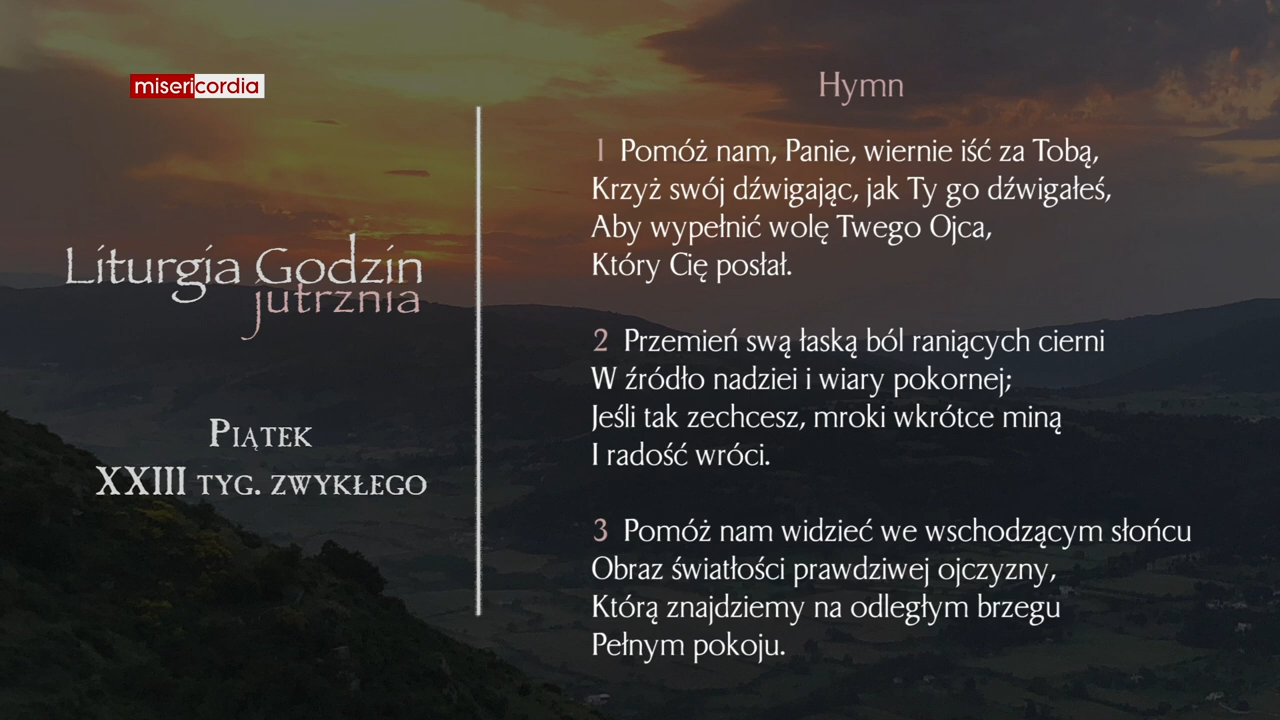 misericordia
Liturgia Godzin
jutrznia
Piątek
XXIII tyg. zwykłego
Hymn
1 Pomóż nam, Panie, wiernie iść za Tobą,
Krzyż swój dźwigając, jak Ty go dźwigałeś,
Aby wypełnić wolę Twego Ojca,
Który Cię posłał.
2 Przemień swą łaską ból raniących cierni
W źródło nadziei i wiary pokornej;
Jeśli tak zechcesz, mroki wkrótce miną
I radość wróci.
3 Pomóż nam widzieć we wschodzącym słońcu
Obraz światłości prawdziwej ojczyzny,
Którą znajdziemy na odległym brzegu
Pełnym pokoju.